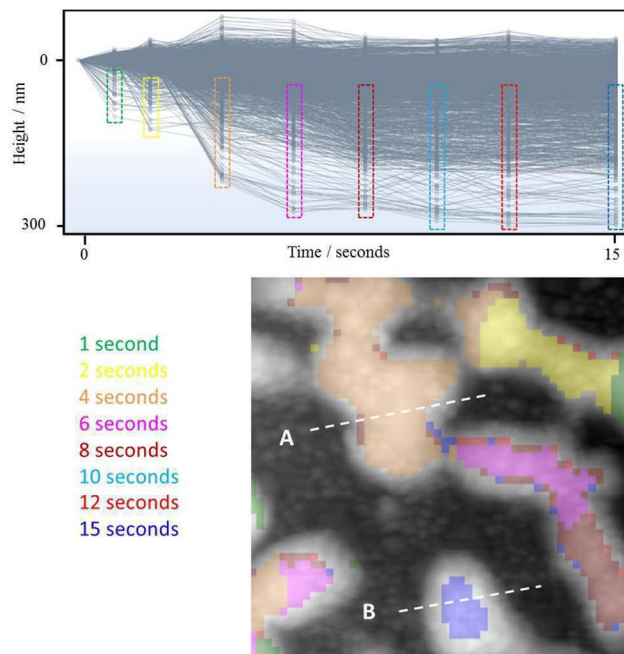 0
Height / nm
300
0
Time / seconds
15
1 second
2 seconds
4 seconds
6 seconds
8 seconds
10 seconds
12 seconds
15 seconds
A
B